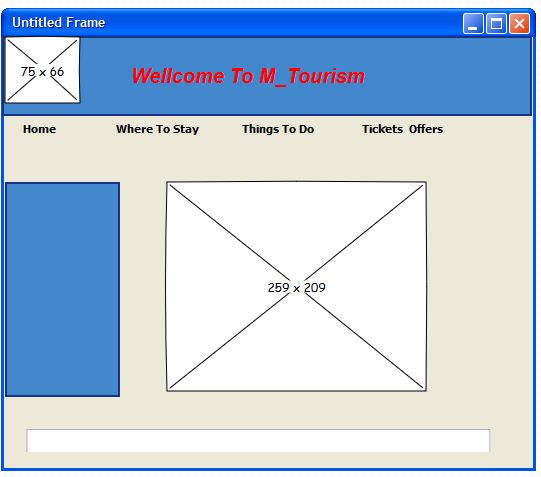 Untitled Frame
75 x 66
Wellcome To M_Tourism
Home Where To Stay Things To Do Tickets Offers
259 x 209